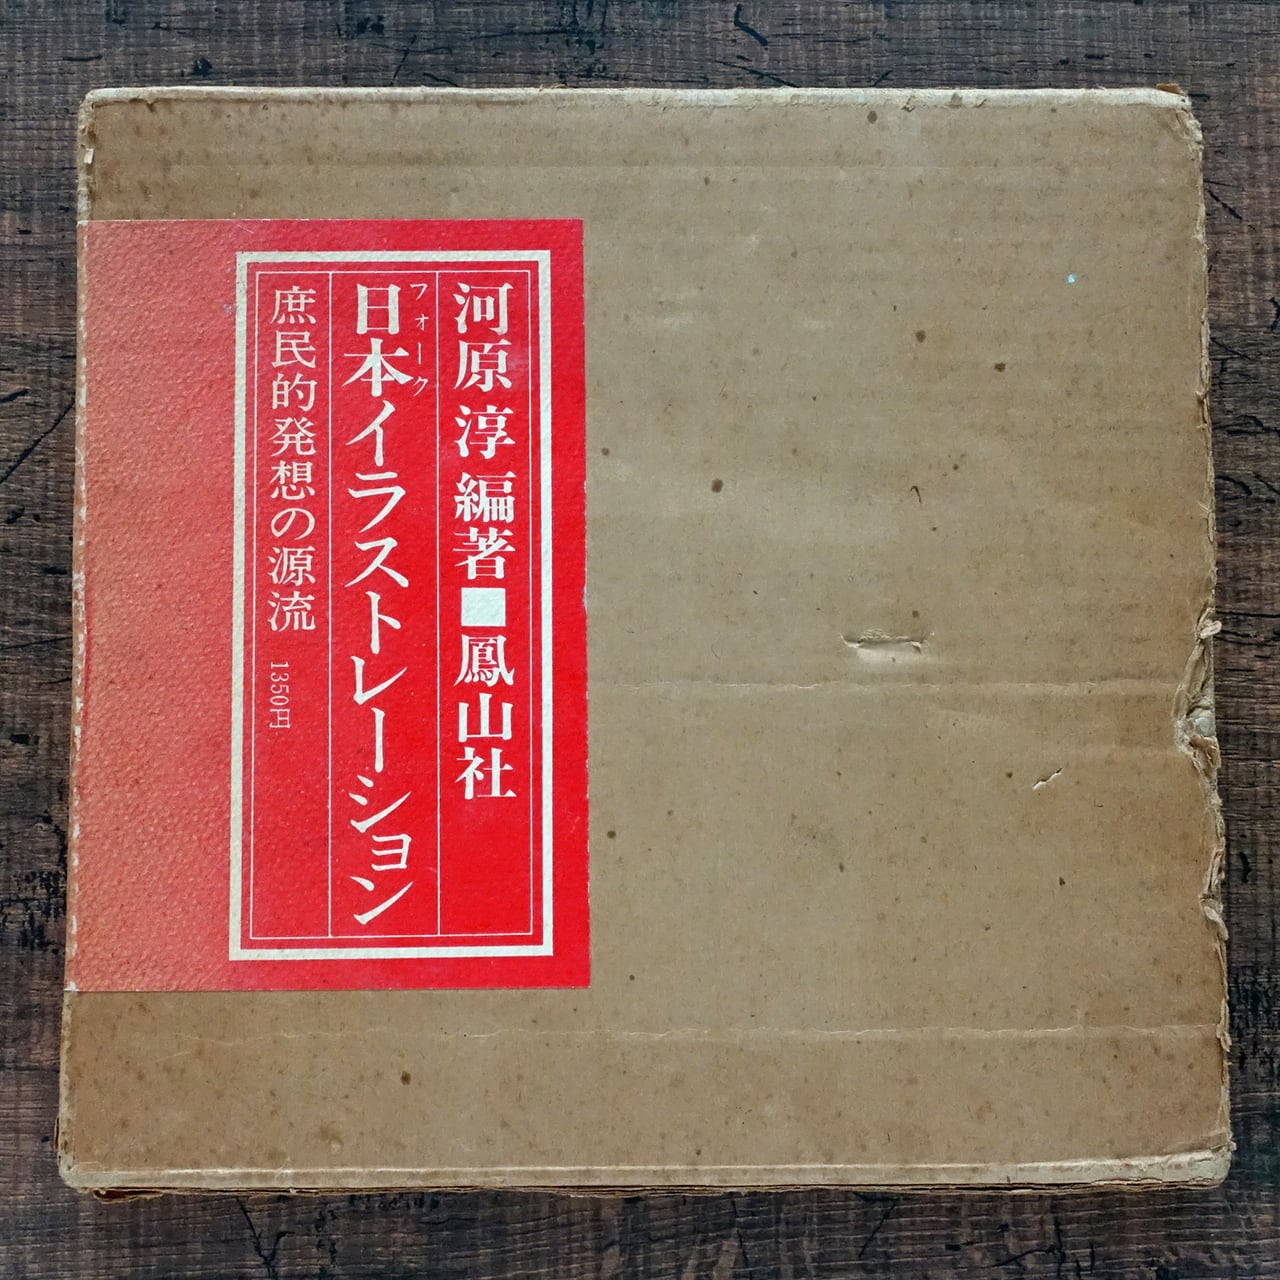 河原淳編著■鳳山社
フォーク
日本イラストレーション
庶民的発想の源流 1350円